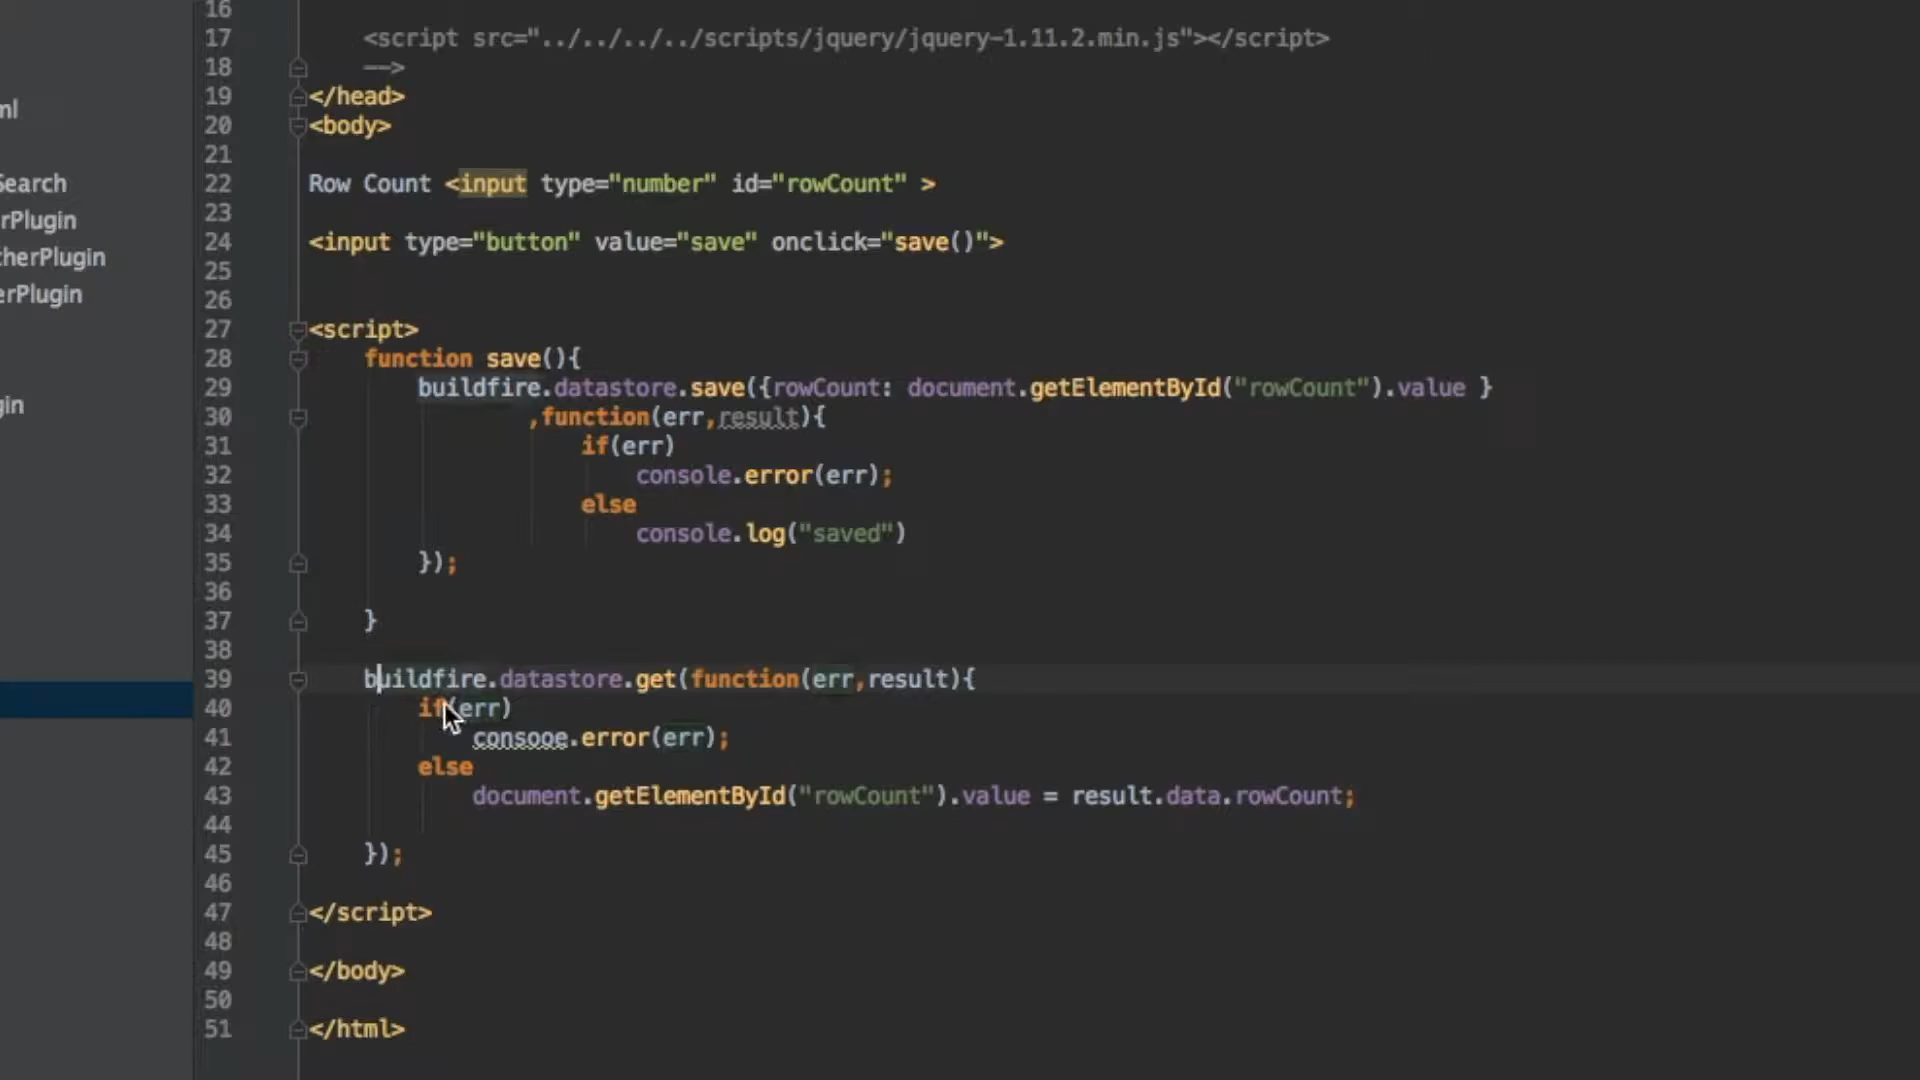 16
17 <script src="../../../../scripts/jquery/jquery-1.11.2.min.js"></script>
18 -->
19 </head>
20 <body>
21
22 Row Count <input type="number" id="rowCount" >
23
24 <input type="button" value="save" onclick="save()">
25
26
27 <script>
28 function save(){
29 buildfire.datastore.save({rowCount: document.getElementById("rowCount").value }
30 ,function(err,result){
31 if(err)
32 console.error(err);
33 else
34 console.log("saved")
35 });
36
37 }
38
39 buildfire.datastore.get(function(err,result){
40 if(err)
41 consooe.error(err);
42 else
43 document.getElementById("rowCount").value = result.data.rowCount;
44
45 });
46
47 </script>
48
49 </body>
50
51 </html>
ml
Search
rPlugin
cherPlugin
erPlugin
gin